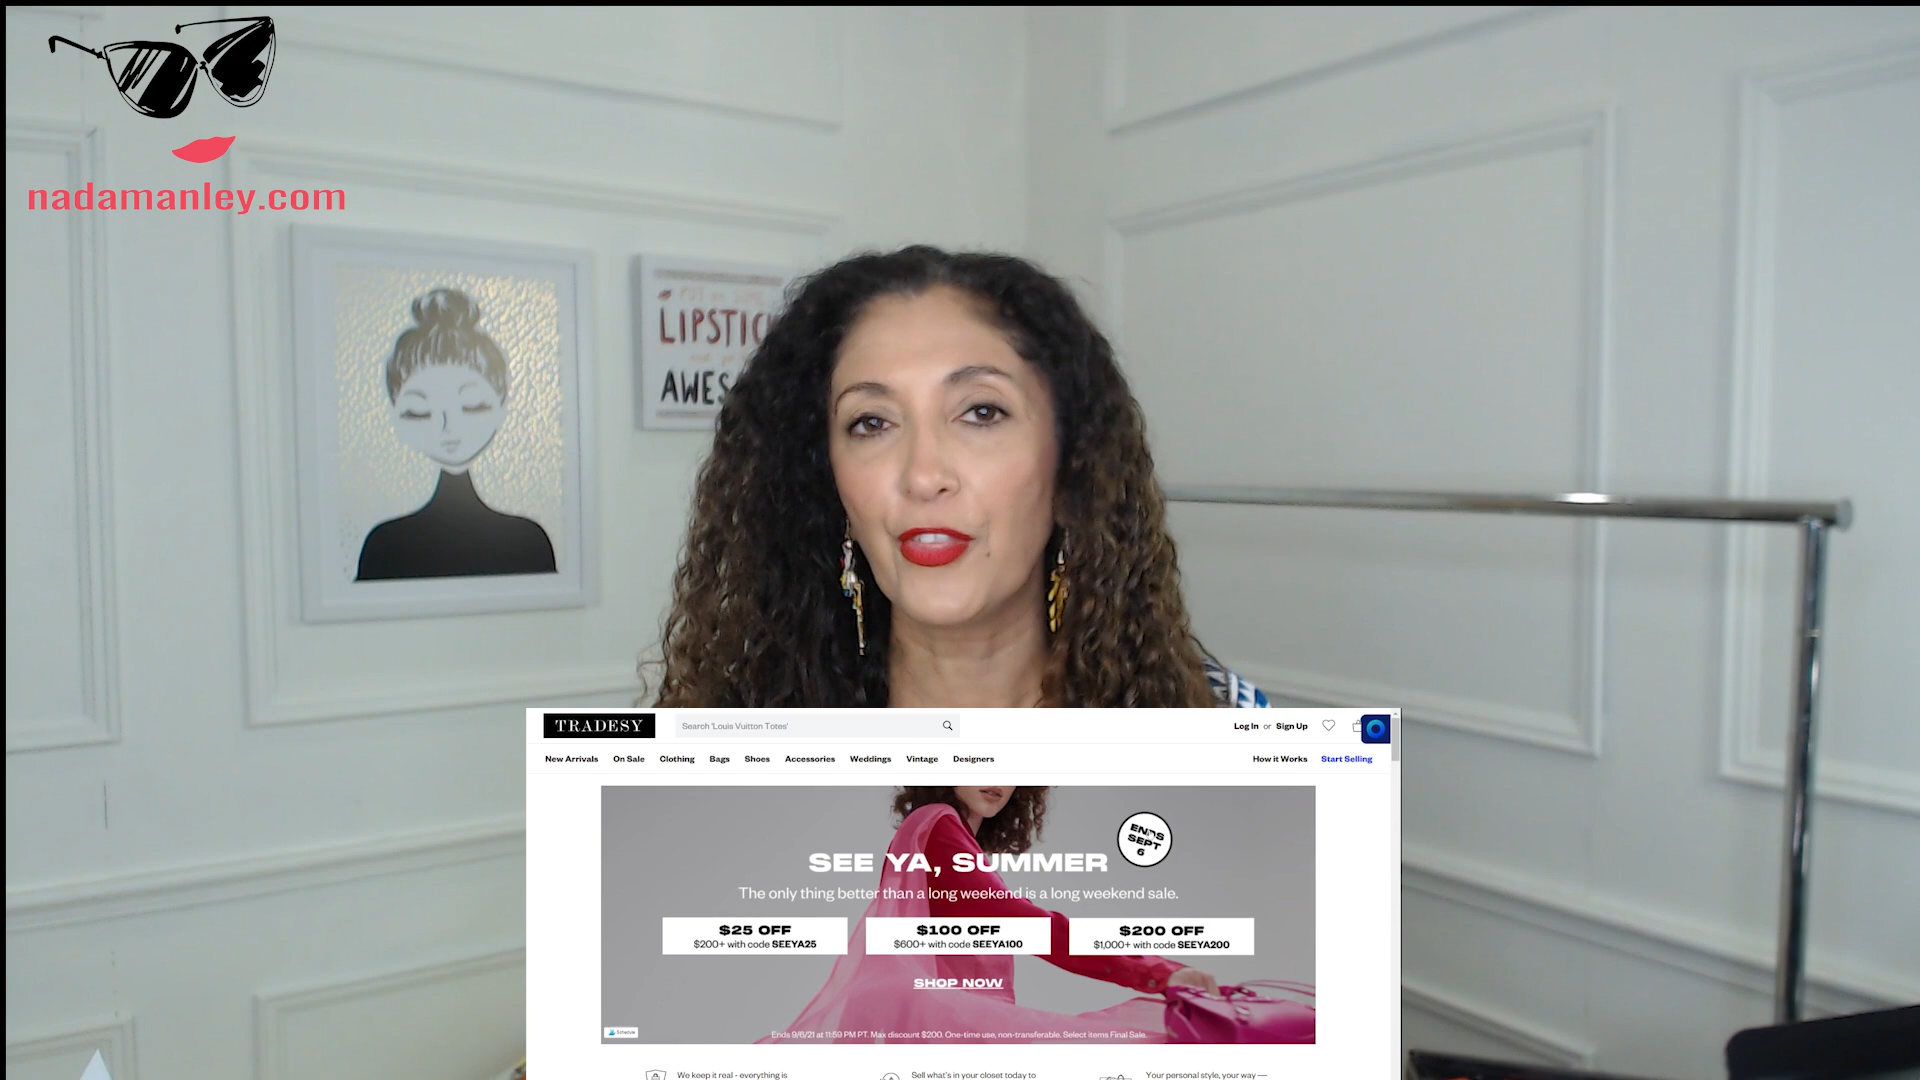 nadamanley.com
LIPSTIC
AWES
TRADESY
Search 'Louis Vuitton Totes'
Log In or Sign Up
New Arrivals On Sale Clothing Bags Shoes Accessories Weddings Vintage Designers How it Works Start Selling
ENDS
SEPT
6
SEE YA, SUMMER
The only thing better than a long weekend is a long weekend sale.
$25 OFF
$200+ with code SEEYA25
$100 OFF
$600+ with code SEEYA100
$200 OFF
$1,000+ with code SEEYA200
SHOP NOW
Schedule
Ends 9/6/21 at 11:59 PM PT. Max discount $200. One-time use, non-transferable. Select items Final Sale.
We keep it real - everything is
Sell what's in your closet today to
Your personal style, your way —